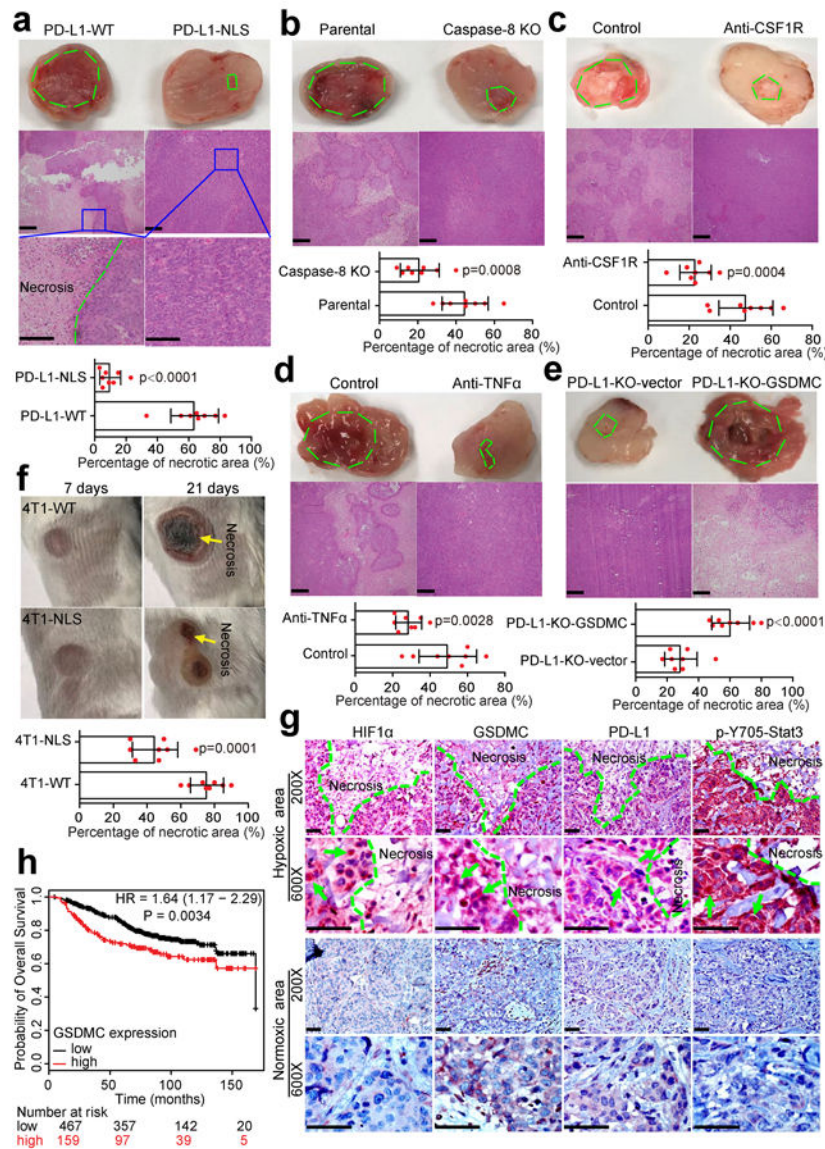 a
PD-L1-WT PD-L1-NLS
Necrosis
PD-L1-NLS
p<0.0001
PD-L1-WT
0 20 40 60 80 100
Percentage of necrotic area (%)
b
Parental Caspase-8 KO
Caspase-8 KO
p=0.0008
Parental
0 20 40 60 80
Percentage of necrotic area (%)
c
Control Anti-CSF1R
Anti-CSF1R
p=0.0004
Control
0 20 40 60 80
Percentage of necrotic area (%)
d
Control Anti-TNFα
Anti-TNFα
p=0.0028
Control
0 20 40 60 80
Percentage of necrotic area (%)
e
PD-L1-KO-vector PD-L1-KO-GSDMC
PD-L1-KO-GSDMC
p<0.0001
PD-L1-KO-vector
0 20 40 60 80 100
Percentage of necrotic area (%)
f
7 days 21 days
4T1-WT
Necrosis
4T1-NLS
Necrosis
4T1-NLS
p=0.0001
4T1-WT
0 20 40 60 80 100
Percentage of necrotic area (%)
g
HIF1α GSDMC PD-L1 p-Y705-Stat3
Hypoxic area
200X
Necrosis Necrosis Necrosis Necrosis
600X
Necrosis Necrosis Necrosis Necrosis
Normoxic area
200X
600X
h
HR = 1.64 (1.17 − 2.29)
P = 0.0034
Probability of Overall Survival
1.0
0.8
0.6
0.4
0.2
0.0
GSDMC expression
low
high
0 50 100 150
Time (months)
Number at risk
low 467 357 142 20
high 159 97 39 5